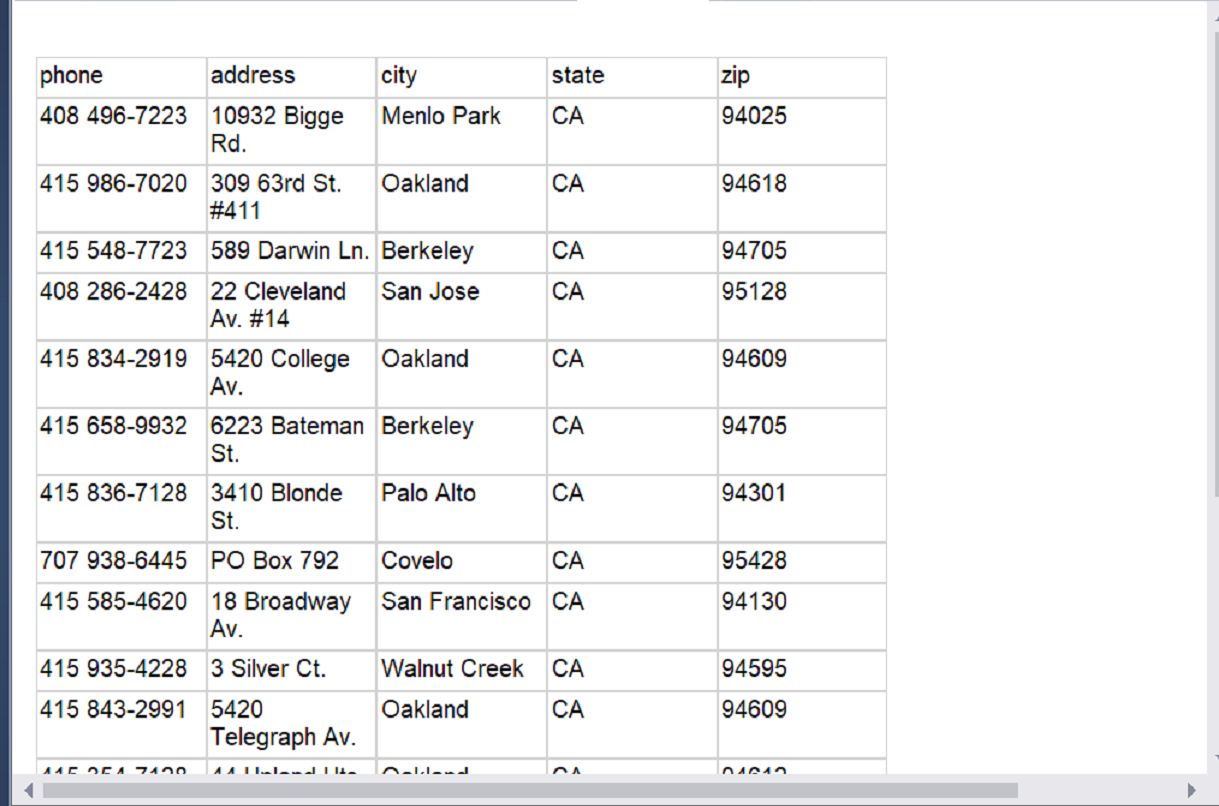 phone address city state zip
408 496-7223 10932 Bigge Menlo Park CA 94025
Rd.
415 986-7020 309 63rd St. Oakland CA 94618
#411
415 548-7723 589 Darwin Ln. Berkeley CA 94705
408 286-2428 22 Cleveland San Jose CA 95128
Av. #14
415 834-2919 5420 College Oakland CA 94609
Av.
415 658-9932 6223 Bateman Berkeley CA 94705
St.
415 836-7128 3410 Blonde Palo Alto CA 94301
St.
707 938-6445 PO Box 792 Covelo CA 95428
415 585-4620 18 Broadway San Francisco CA 94130
Av.
415 935-4228 3 Silver Ct. Walnut Creek CA 94595
415 843-2991 5420 Oakland CA 94609
Telegraph Av.
Oakland CA